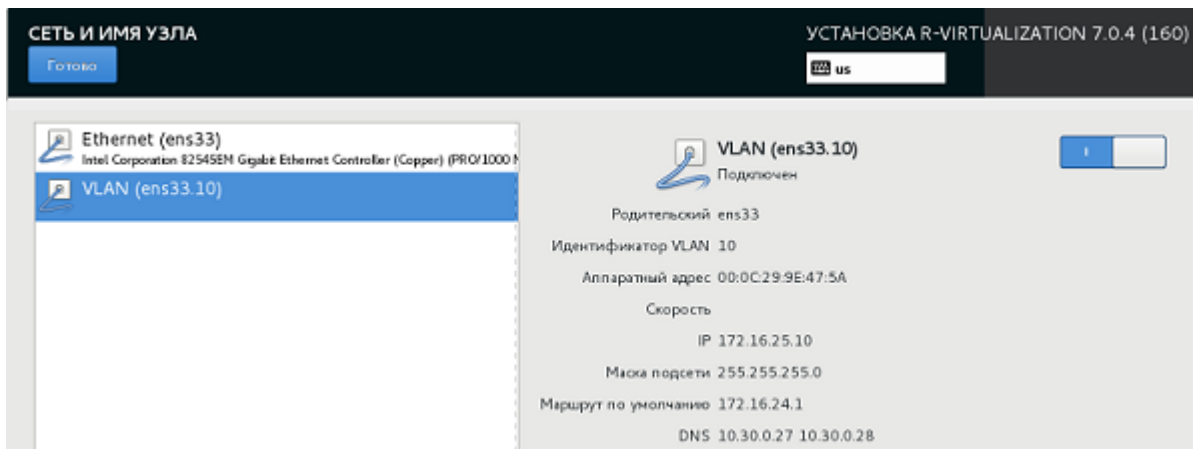 СЕТЬ И ИМЯ УЗЛА
УСТАНОВКА R-VIRTUALIZATION 7.0.4 (160)
Готово
us
Ethernet (ens33)
Intel Corporation 82545EM Gigabit Ethernet Controller (Copper) (PRO/1000 M
VLAN (ens33.10)
VLAN (ens33.10)
Подключен
Родительский ens33
Идентификатор VLAN 10
Аппаратный адрес 00:0C:29:9E:47:5A
Скорость
IP 172.16.25.10
Маска подсети 255.255.255.0
Маршрут по умолчанию 172.16.24.1
DNS 10.30.0.27 10.30.0.28